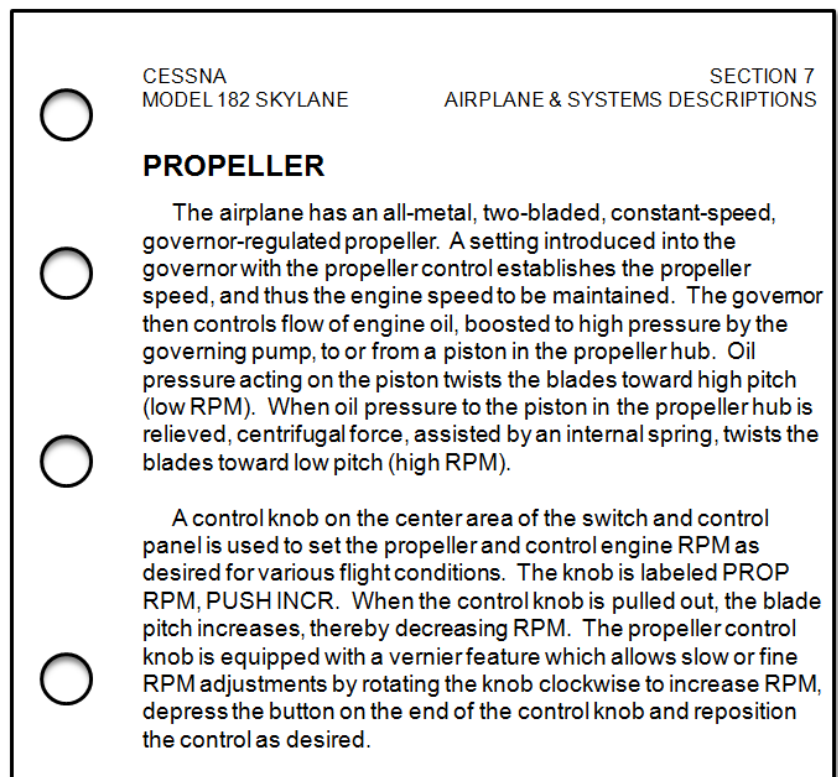 CESSNA SECTION 7
MODEL 182 SKYLANE AIRPLANE & SYSTEMS DESCRIPTIONS
PROPELLER
The airplane has an all-metal, two-bladed, constant-speed,
governor-regulated propeller. A setting introduced into the
governor with the propeller control establishes the propeller
speed, and thus the engine speed to be maintained. The governor
then controls flow of engine oil, boosted to high pressure by the
governing pump, to or from a piston in the propeller hub. Oil
pressure acting on the piston twists the blades toward high pitch
(low RPM). When oil pressure to the piston in the propeller hub is
relieved, centrifugal force, assisted by an internal spring, twists the
blades toward low pitch (high RPM).
A control knob on the center area of the switch and control
panel is used to set the propeller and control engine RPM as
desired for various flight conditions. The knob is labeled PROP
RPM, PUSH INCR. When the control knob is pulled out, the blade
pitch increases, thereby decreasing RPM. The propeller control
knob is equipped with a vernier feature which allows slow or fine
RPM adjustments by rotating the knob clockwise to increase RPM,
depress the button on the end of the control knob and reposition
the control as desired.